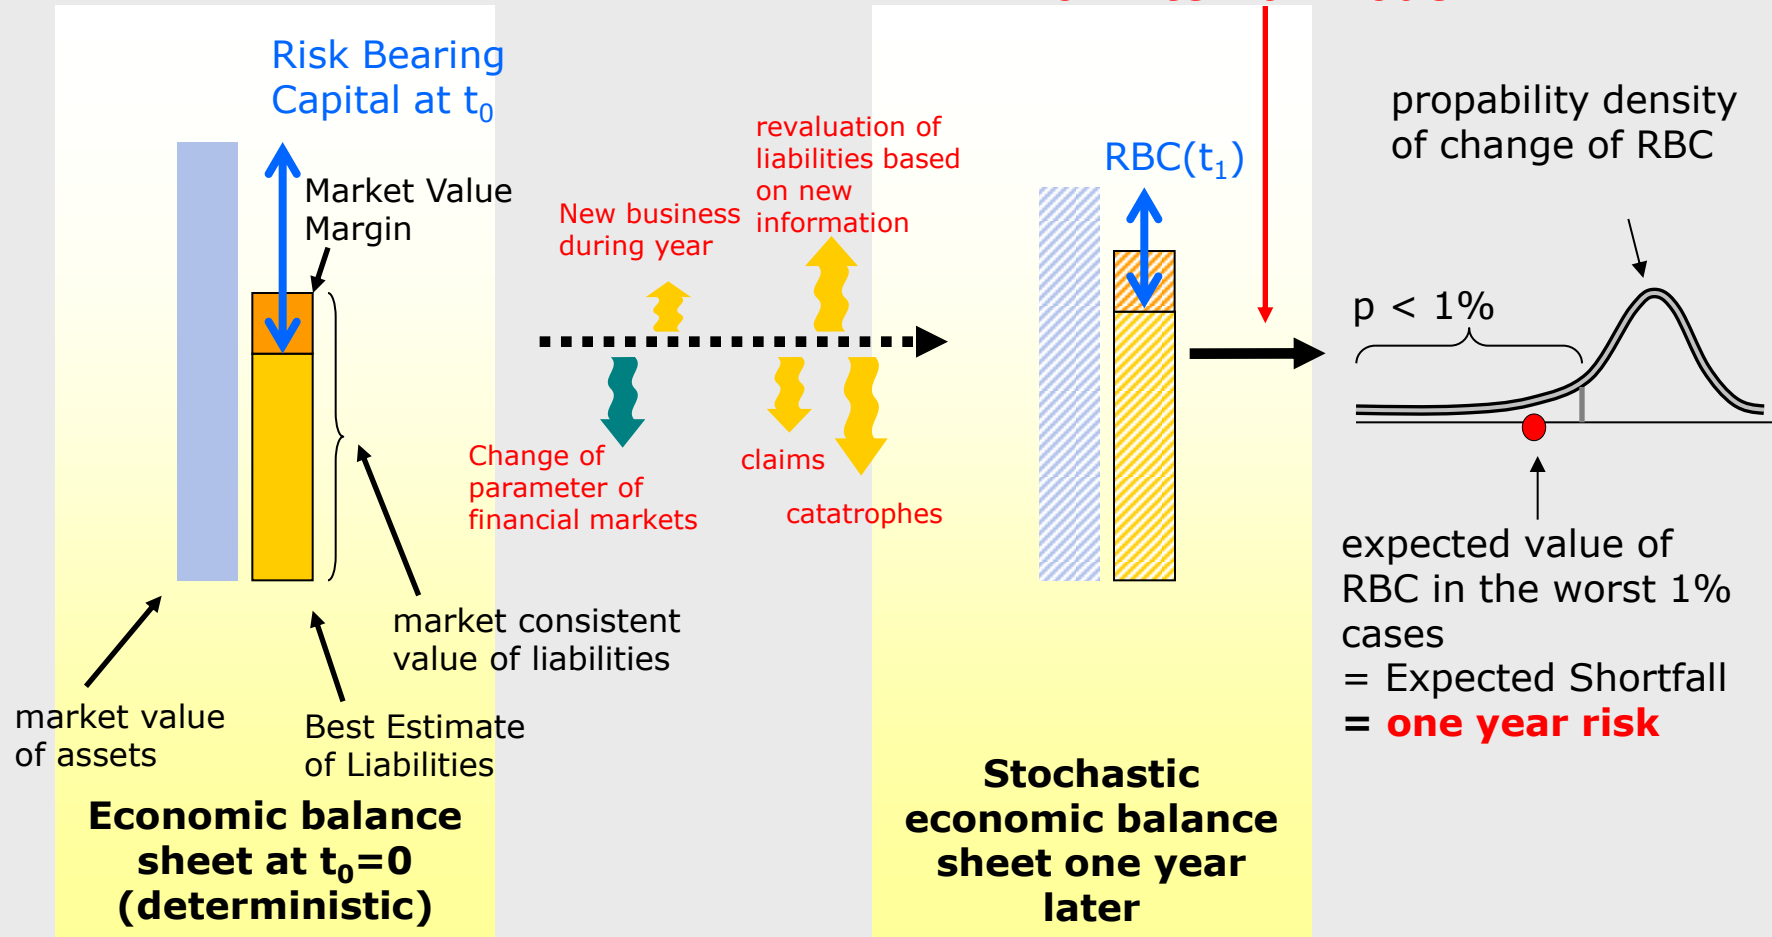 Risk Bearing
Capital at t₀
Market Value
Margin
market consistent
value of liabilities
market value
of assets
Best Estimate
of Liabilities
Economic balance
sheet at t₀=0
(deterministic)
New business
during year
revaluation of
liabilities based
on new
information
Change of
parameter of
financial markets
claims
catatrophes
RBC(t₁)
Stochastic
economic balance
sheet one year
later
propability density
of change of RBC
p < 1%
expected value of
RBC in the worst 1%
cases
= Expected Shortfall
= one year risk